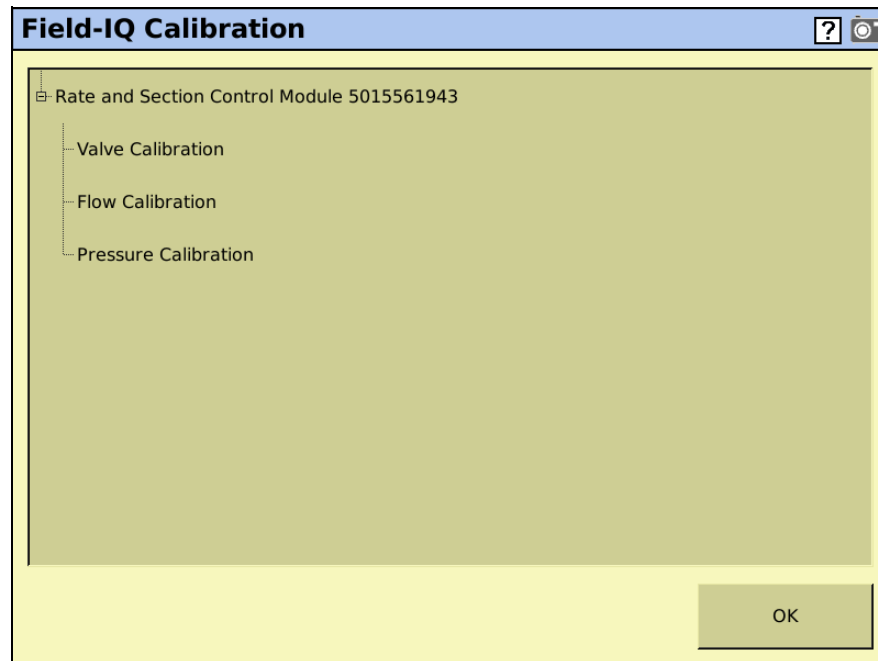 Field-IQ Calibration
?
Rate and Section Control Module 5015561943
Valve Calibration
Flow Calibration
Pressure Calibration
OK